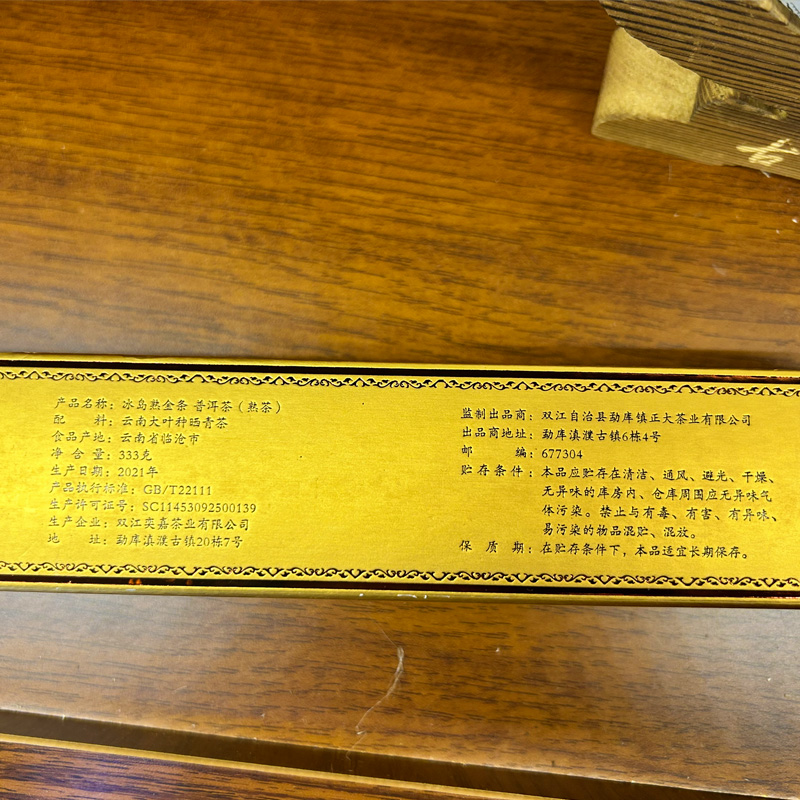 产品名称：冰岛熟金条 普洱茶（熟茶）
配　　料：云南大叶种晒青茶
食品产地：云南省临沧市
净 含 量：333克
生产日期：2021年
产品执行标准：GB/T22111
生产许可证号：SC11453092500139
生产企业：双江奕嘉茶业有限公司
地　　址：勐库滇濮古镇20栋7号
监制出品商：双江自治县勐库镇正大茶业有限公司
出品商地址：勐库滇濮古镇6栋4号
邮　　　编：677304
贮存条件：本品应贮存在清洁、通风、避光、干燥、
无异味的库房内、仓库周围应无异味气
体污染。禁止与有毒、有害、有异味、
易污染的物品混贮、混放。
保 质 期：在贮存条件下，本品适宜长期保存。